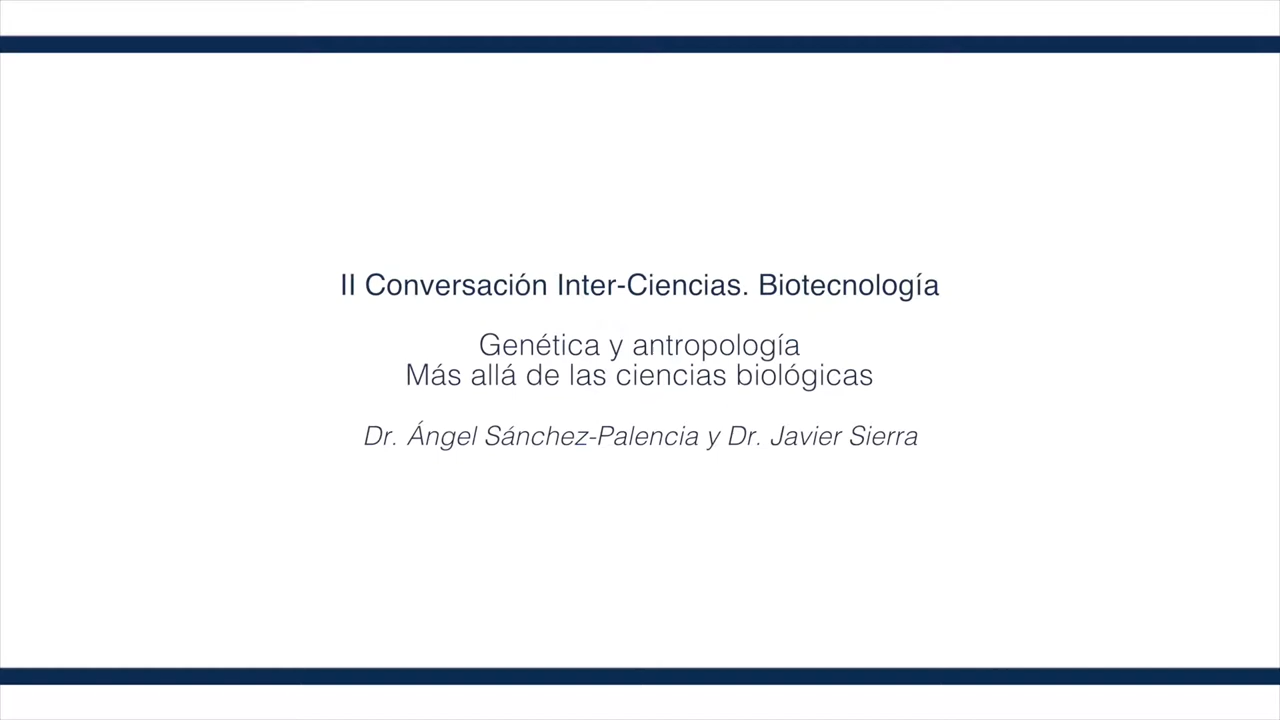 II Conversación Inter-Ciencias. Biotecnología
Genética y antropología
Más allá de las ciencias biológicas
Dr. Ángel Sánchez-Palencia y Dr. Javier Sierra